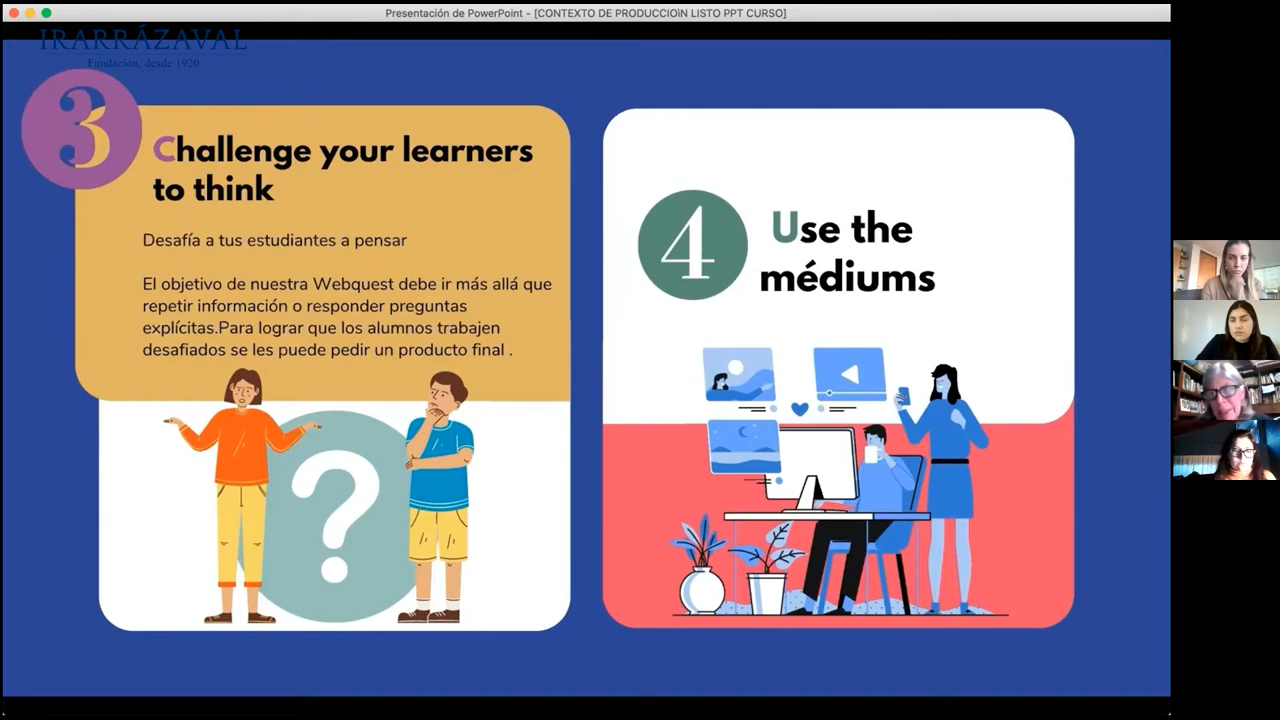 Presentación de PowerPoint - [CONTEXTO DE PRODUCCIOìN LISTO PPT CURSO]
IRARRÁZAVAL
Fundación, desde 1920
3
Challenge your learners
to think
Desafía a tus estudiantes a pensar
El objetivo de nuestra Webquest debe ir más allá que
repetir información o responder preguntas
explícitas.Para lograr que los alumnos trabajen
desafiados se les puede pedir un producto final .
?
4
Use the
médiums